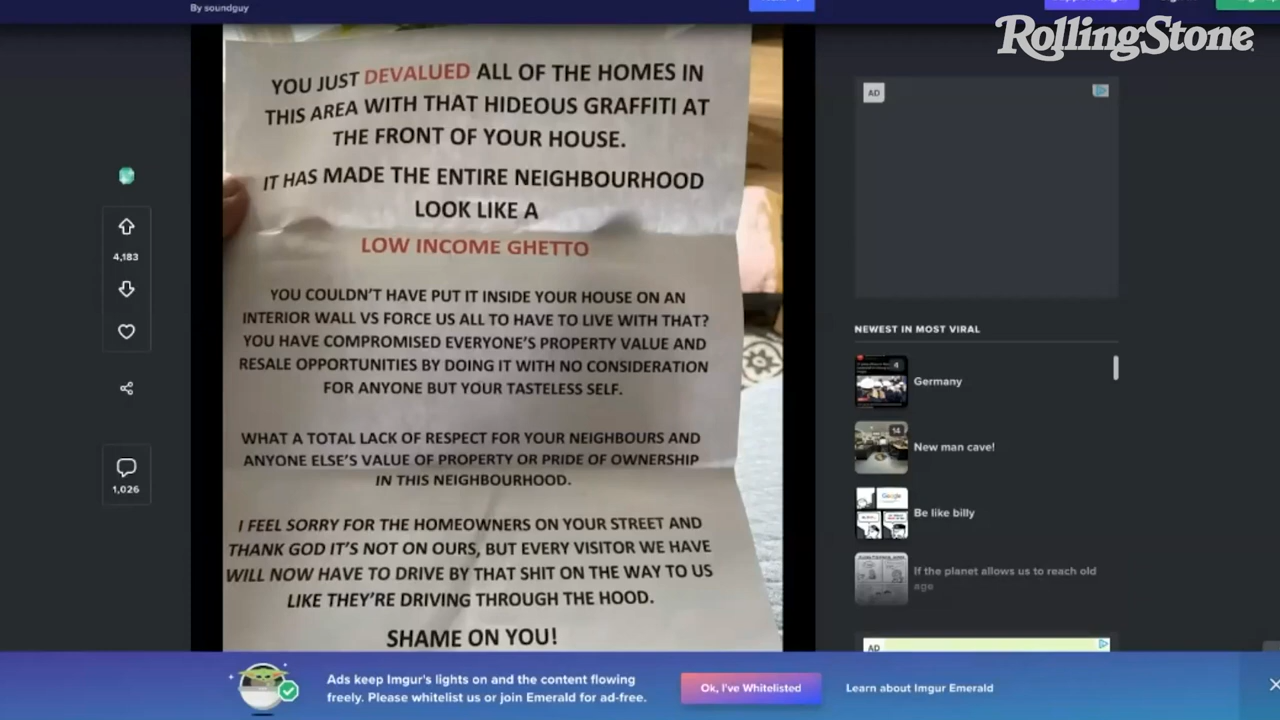 By soundguy
RollingStone
YOU JUST DEVALUED ALL OF THE HOMES IN
THIS AREA WITH THAT HIDEOUS GRAFFITI AT
THE FRONT OF YOUR HOUSE.
IT HAS MADE THE ENTIRE NEIGHBOURHOOD
LOOK LIKE A
LOW INCOME GHETTO
YOU COULDN'T HAVE PUT IT INSIDE YOUR HOUSE ON AN
INTERIOR WALL VS FORCE US ALL TO HAVE TO LIVE WITH THAT?
YOU HAVE COMPROMISED EVERYONE'S PROPERTY VALUE AND
RESALE OPPORTUNITIES BY DOING IT WITH NO CONSIDERATION
FOR ANYONE BUT YOUR TASTELESS SELF.
WHAT A TOTAL LACK OF RESPECT FOR YOUR NEIGHBOURS AND
ANYONE ELSE'S VALUE OF PROPERTY OR PRIDE OF OWNERSHIP
IN THIS NEIGHBOURHOOD.
I FEEL SORRY FOR THE HOMEOWNERS ON YOUR STREET AND
THANK GOD IT'S NOT ON OURS, BUT EVERY VISITOR WE HAVE
WILL NOW HAVE TO DRIVE BY THAT SHIT ON THE WAY TO US
LIKE THEY'RE DRIVING THROUGH THE HOOD.
SHAME ON YOU!
4,183
1,026
AD
NEWEST IN MOST VIRAL
4
Germany
14
New man cave!
Google
Be like billy
If the planet allows us to reach old
age
AD
Ads keep Imgur's lights on and the content flowing
freely. Please whitelist us or join Emerald for ad-free.
Ok, I've Whitelisted
Learn about Imgur Emerald